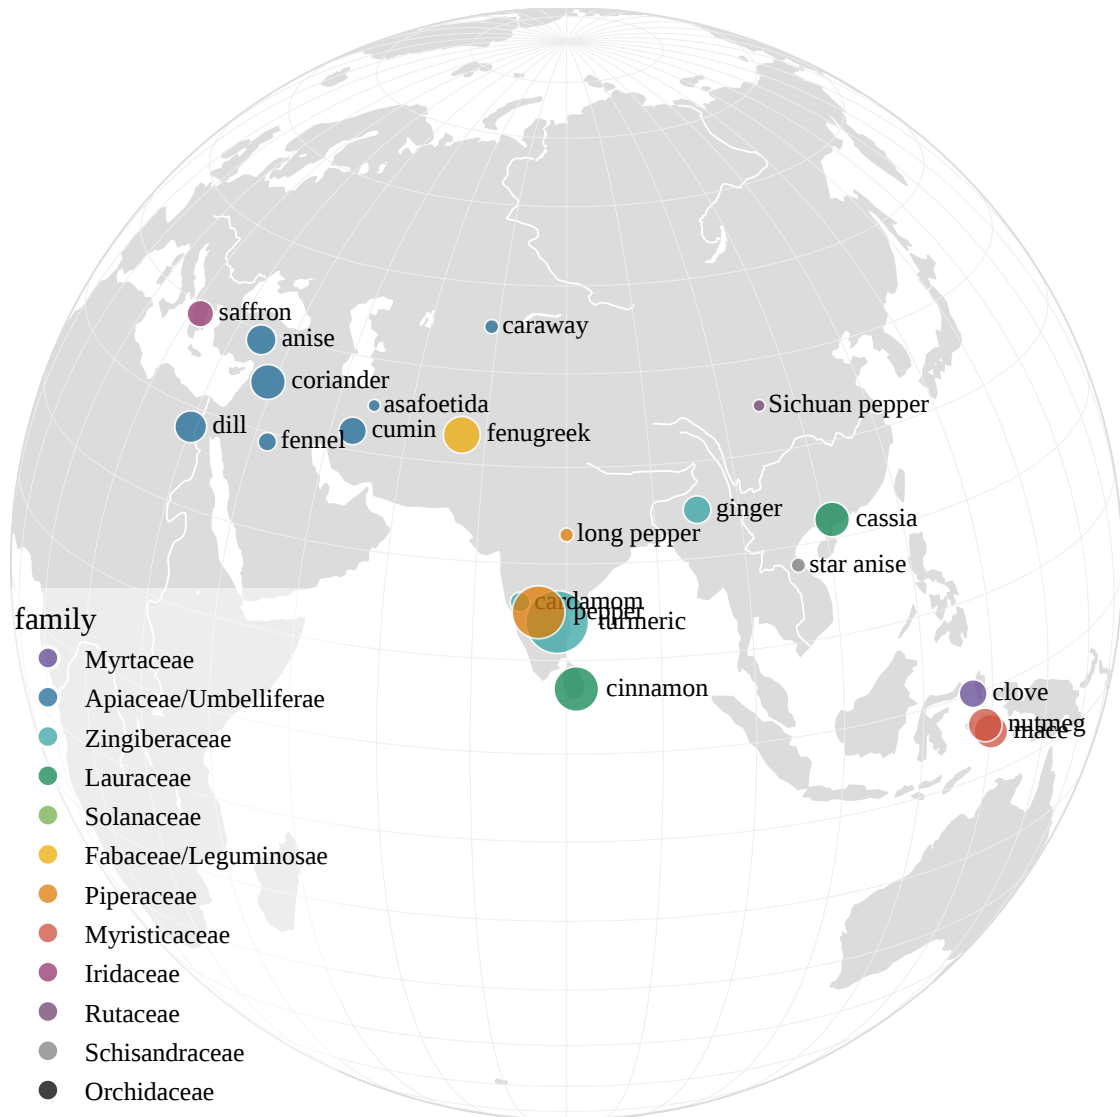 saffron
caraway
anise
coriander
asafoetida
Sichuan pepper
dill
fennel
cumin
fenugreek
ginger
cassia
long pepper
star anise
cardamom
pepper
turmeric
cinnamon
clove
nutmeg
mace
family
Myrtaceae
Apiaceae/Umbelliferae
Zingiberaceae
Lauraceae
Solanaceae
Fabaceae/Leguminosae
Piperaceae
Myristicaceae
Iridaceae
Rutaceae
Schisandraceae
Orchidaceae